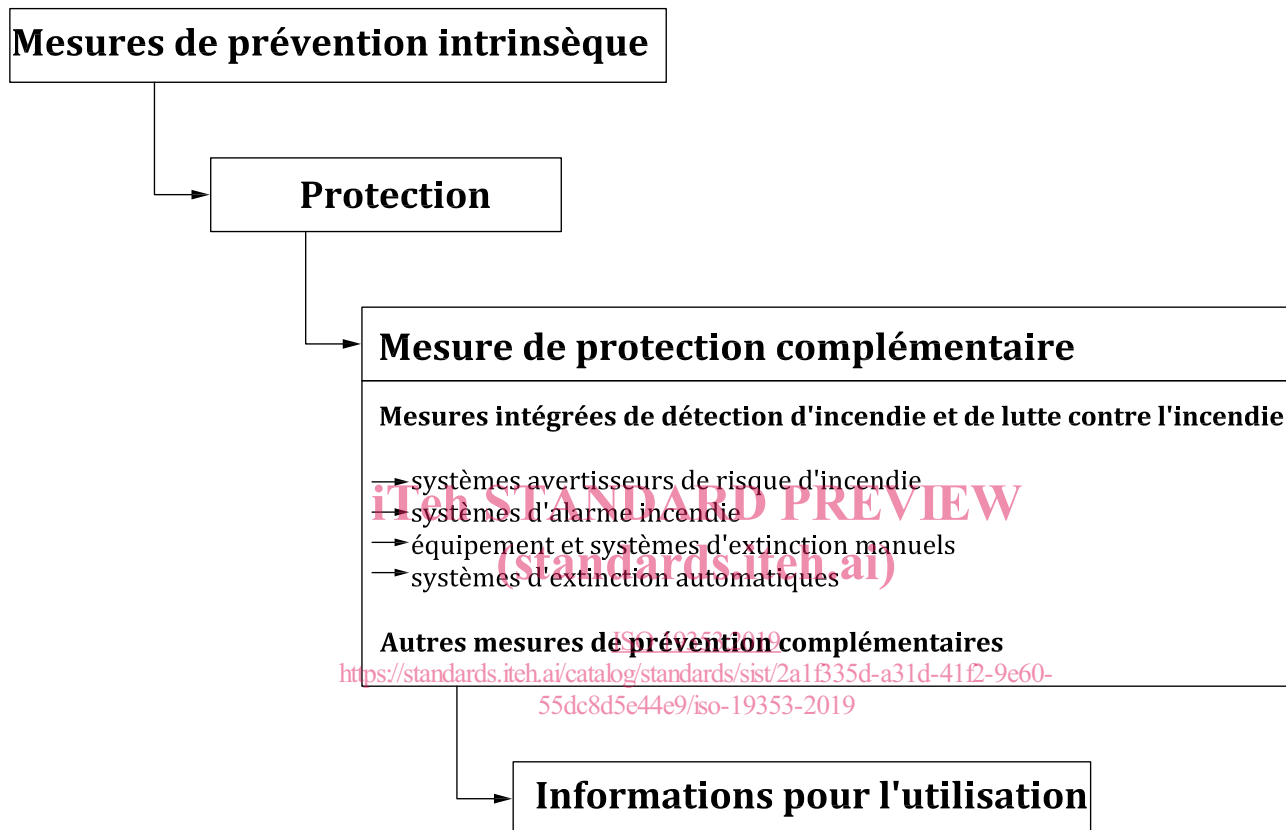 Mesures de prévention intrinsèque
Protection
Mesure de protection complémentaire
Mesures intégrées de détection d'incendie et de lutte contre l'incendie
systèmes avertisseurs de risque d'incendie
iTeh STANDARD PREVIEW
systèmes d'alarme incendie
équipement et systèmes d'extinction manuels
(standards.iteh.ai)
systèmes d'extinction automatiques
ISO 19353:2019
Autres mesures de prévention complémentaires
https://standards.iteh.ai/catalog/standards/sist/2a1f335d-a31d-41f2-9e60-
55dc8d5e44e9/iso-19353-2019
Informations pour l'utilisation